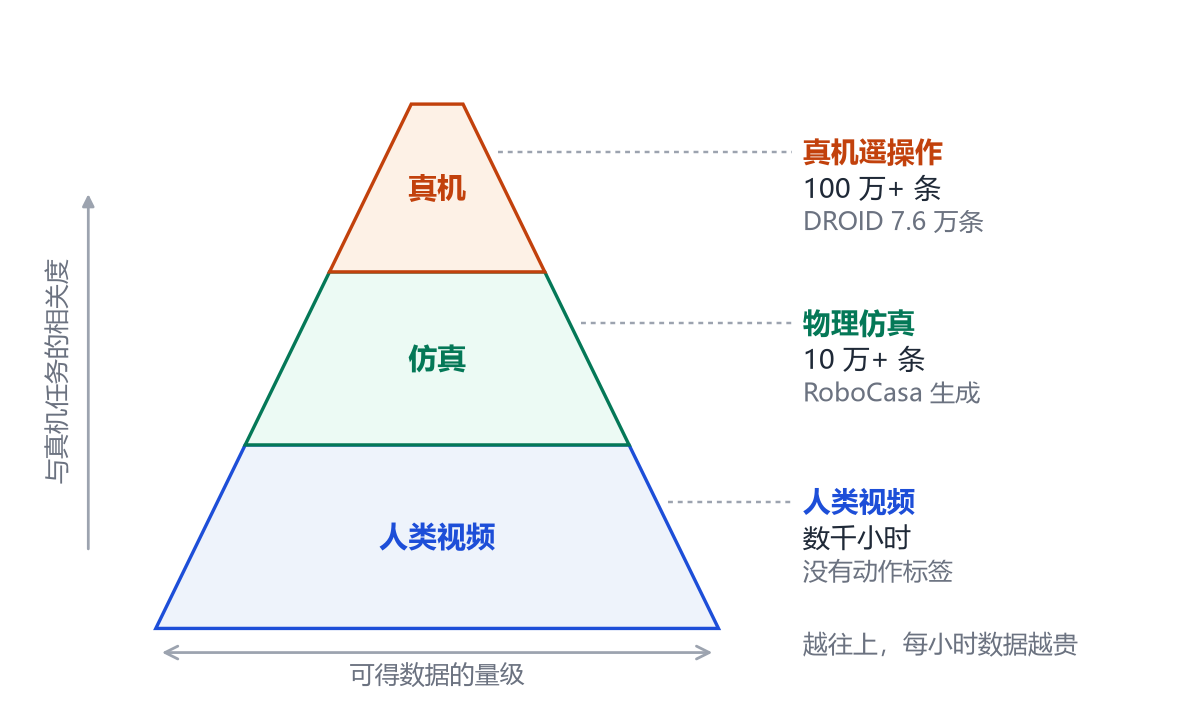 真机遥操作
100 万+ 条
DROID 7.6 万条
真机
与真机任务的相关度
物理仿真
10 万+ 条
RoboCasa 生成
仿真
人类视频
数千小时
没有动作标签
人类视频
越往上，每小时数据越贵
可得数据的量级